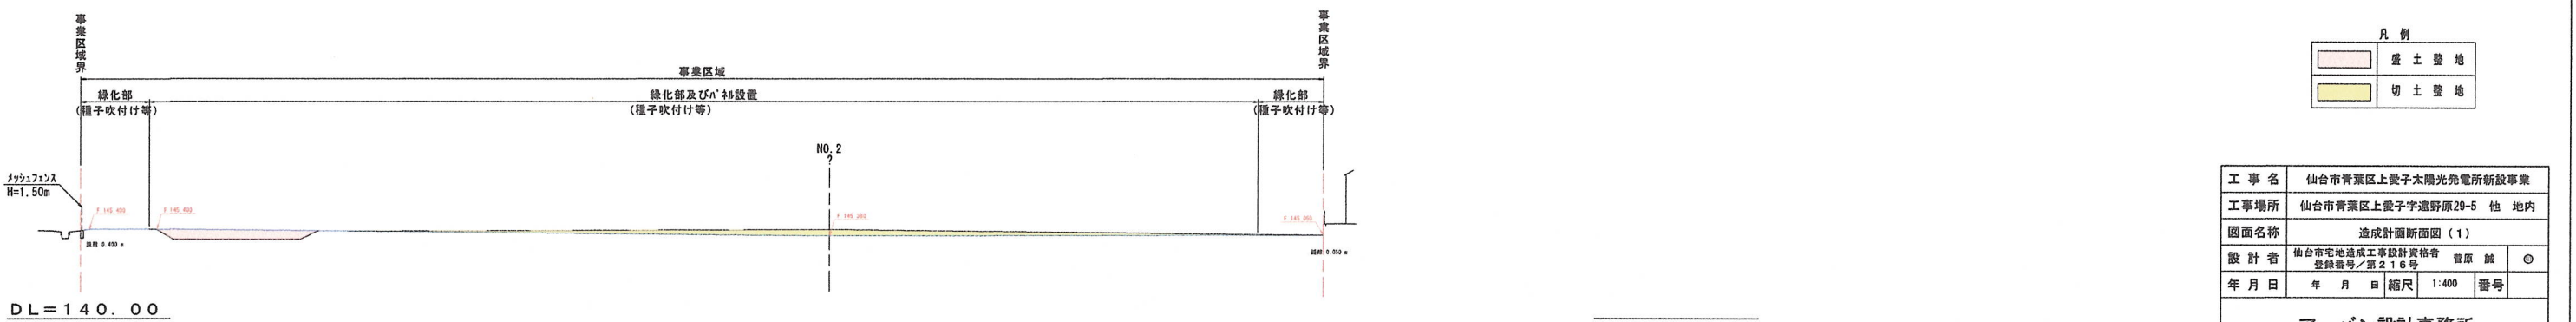 事業区域界
事業区域界
事業区域
緑化部
緑化部及びパネル設置
緑化部
(種子吹付け等)
(種子吹付け等)
(種子吹付け等)
NO.2
?
メッシュフェンス
H=1.50m
DL=140.00
凡例
盛土整地
切土整地
工事名 仙台市青葉区上愛子太陽光発電所新設事業
工事場所 仙台市青葉区上愛子字遠野原29-5 他 地内
図面名称 造成計画断面図(1)
設計者 仙台市宅地造成工事設計資格者 菅原 誠
登録番号/第216号
年月日 年 月 日 縮尺 1:400 番号